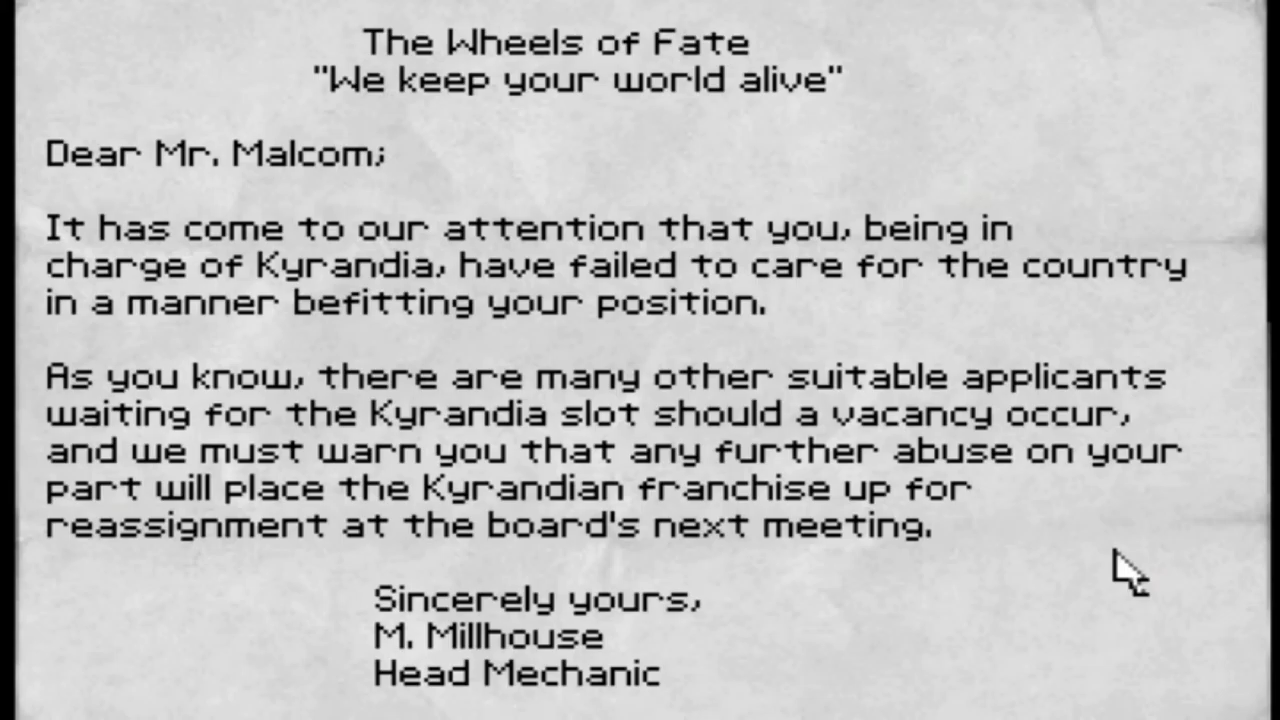 The Wheels of Fate
"We keep your world alive"
Dear Mr. Malcom;
It has come to our attention that you, being in
charge of Kyrandia, have failed to care for the country
in a manner befitting your position.
As you know, there are many other suitable applicants
waiting for the Kyrandia slot should a vacancy occur,
and we must warn you that any further abuse on your
part will place the Kyrandian franchise up for
reassignment at the board's next meeting.
Sincerely yours,
M. Millhouse
Head Mechanic